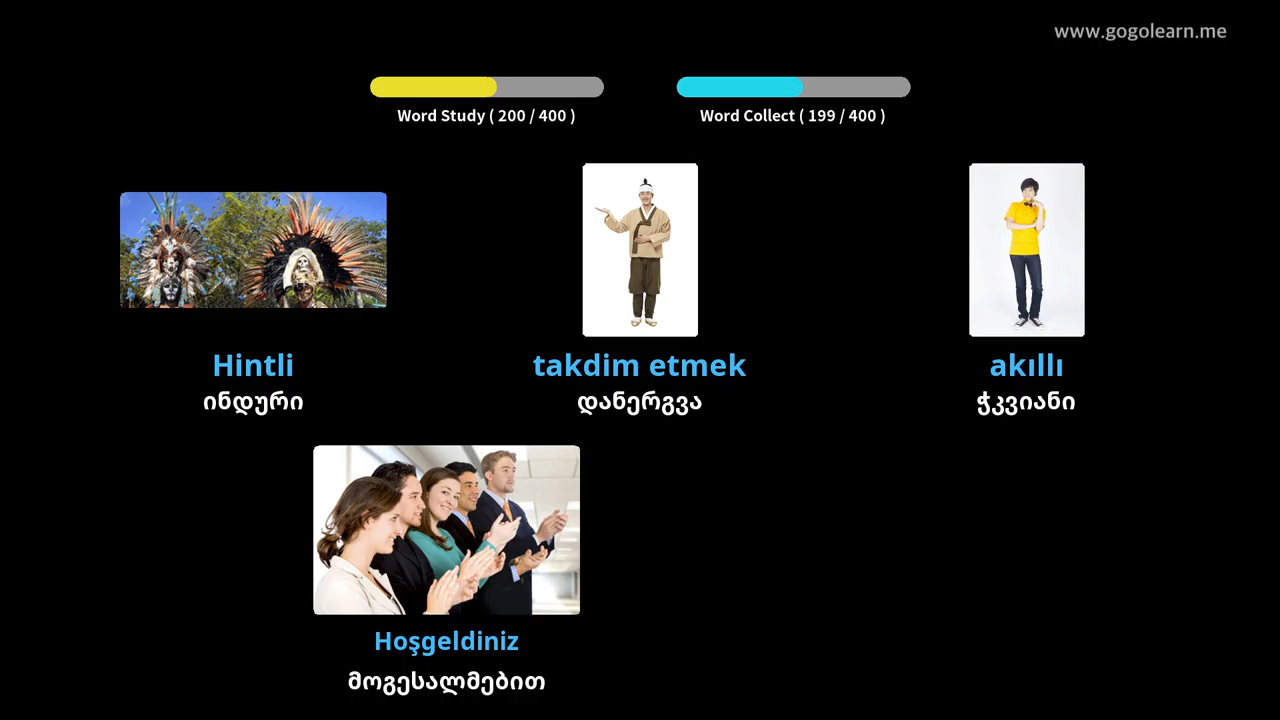 www.gogolearn.me
Word Study ( 200 / 400 )
Word Collect ( 199 / 400 )
Hintli
ინდური
takdim etmek
დანერგვა
akıllı
ჭკვიანი
Hoşgeldiniz
მოგესალმებით